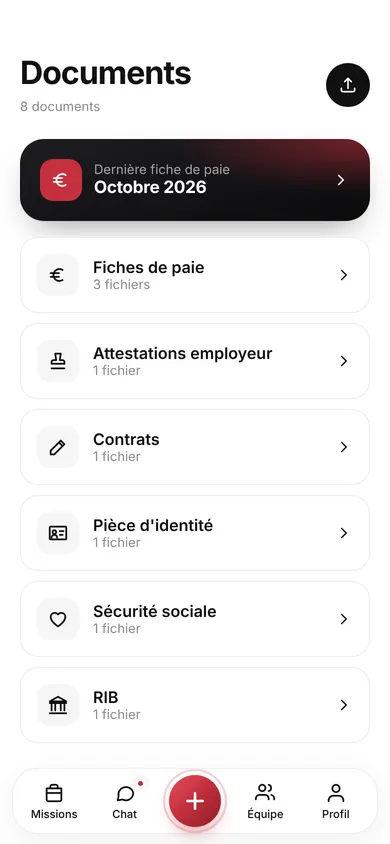 Documents
8 documents
€
Dernière fiche de paie
Octobre 2026
€
Fiches de paie
3 fichiers
Attestations employeur
1 fichier
Contrats
1 fichier
Pièce d'identité
1 fichier
Sécurité sociale
1 fichier
RIB
1 fichier
Missions
Chat
Équipe
Profil